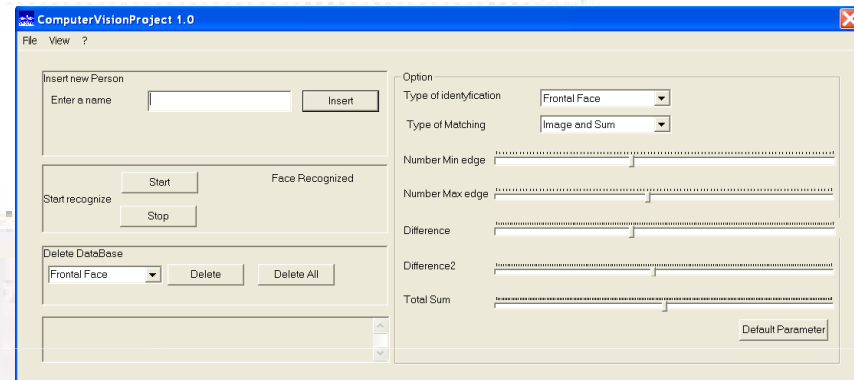 ComputerVisionProject 1.0
File View ?
Insert new Person
Enter a name
Insert
Start recognize
Start
Stop
Face Recognized
Delete DataBase
Frontal Face
Delete
Delete All
Option
Type of identyfication
Frontal Face
Type of Matching
Image and Sum
Number Min edge
Number Max edge
Difference
Difference2
Total Sum
Default Parameter